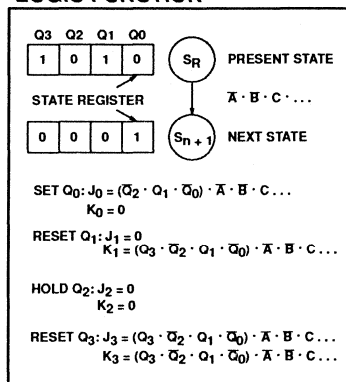 LOGIC FUNCTION
Q3 Q2 Q1 Q0
1 0 1 0
S_R
PRESENT STATE
STATE REGISTER
A̅ · B̅ · C · ...
0 0 0 1
S_n + 1
NEXT STATE
SET Q₀: J₀ = (Q̅₂ · Q₁ · Q̅₀) · A̅ · B̅ · C ...
K₀ = 0
RESET Q₁: J₁ = 0
K₁ = (Q₃ · Q̅₂ · Q₁ · Q̅₀) · A̅ · B̅ · C ...
HOLD Q₂: J₂ = 0
K₂ = 0
RESET Q₃: J₃ = (Q₃ · Q̅₂ · Q₁ · Q̅₀) · A̅ · B̅ · C ...
K₃ = (Q₃ · Q̅₂ · Q₁ · Q̅₀) · A̅ · B̅ · C ...